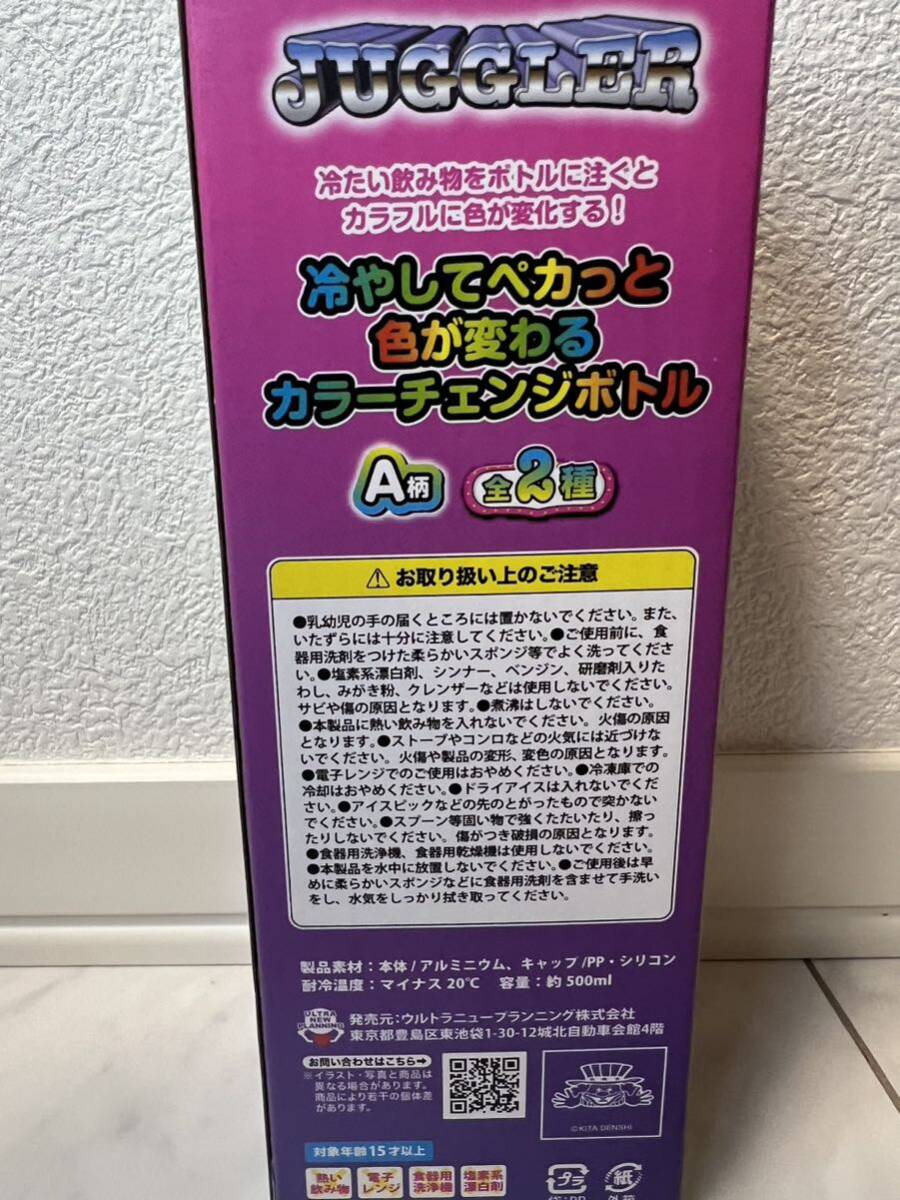 JUGGLER
冷たい飲み物をボトルに注ぐと
カラフルに色が変化する！
冷やしてペカっと
色が変わる
カラーチェンジボトル
A柄 全2種
⚠お取り扱い上のご注意
●乳幼児の手の届くところには置かないでください。また、
いたずらには十分に注意してください。●ご使用前に、食
器用洗剤をつけた柔らかいスポンジ等でよく洗ってくださ
い。●塩素系漂白剤、シンナー、ベンジン、研磨剤入りた
わし、みがき粉、クレンザーなどは使用しないでください。
サビや傷の原因となります。●煮沸はしないでください。
●本製品に熱い飲み物を入れないでください。火傷の原因
となります。●ストーブやコンロなどの火気には近づけな
いでください。火傷や製品の変形、変色の原因となります。
●電子レンジでのご使用はおやめください。●冷凍庫での
冷却はおやめください。●ドライアイスは入れないでくだ
さい。●アイスピックなどの先のとがったもので突かない
でください。●スプーン等固い物で強くたたいたり、擦っ
たりしないでください。傷がつき破損の原因となります。
●食器用洗浄機、食器用乾燥機は使用しないでください。
●本製品を水中に放置しないでください。●ご使用後は早
めに柔らかいスポンジなどに食器用洗剤を含ませて手洗い
をし、水気をしっかり拭き取ってください。
製品素材：本体/アルミニウム、キャップ/PP・シリコン
耐冷温度：マイナス20℃ 容量：約500ml
ULTRA
NEW
PLANNING
発売元：ウルトラニュープランニング株式会社
東京都豊島区東池袋1-30-12城北自動車会館4階
お問い合わせはこちら→
※イラスト・写真と商品は
異なる場合があります。
商品により若干の個体差
があります。
©KITA DENSHI
対象年齢15才以上
熱い
飲み物
電子
レンジ
食器用
洗浄機
塩素系
漂白剤
プラ
紙